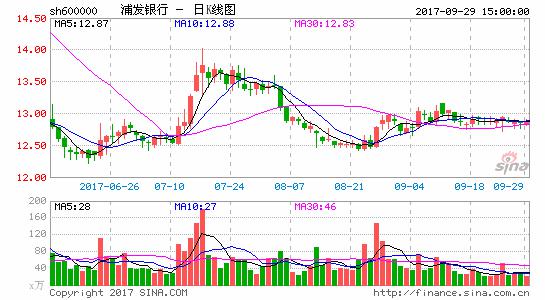 sh600000 浦发银行 - 日K线图 2017-09-29 15:00:00
14.50 MA5:12.87 MA10:12.88 MA30:12.83
14.00
13.50
13.00
12.50
12.00
2017-06-26 07-10 07-24 08-07 08-21 09-04 09-18 09-29
sina
200 MA5:28 MA10:27 MA30:46
160
120
80
40
x万
Copyright 2017 SINA.COM http://finance.sina.com.cn